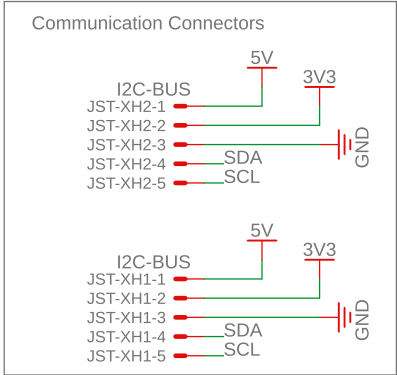 Communication Connectors
5V
3V3
I2C-BUS
JST-XH2-1
JST-XH2-2
JST-XH2-3
GND
JST-XH2-4 SDA
JST-XH2-5 SCL
5V
3V3
I2C-BUS
JST-XH1-1
JST-XH1-2
JST-XH1-3
GND
JST-XH1-4 SDA
JST-XH1-5 SCL